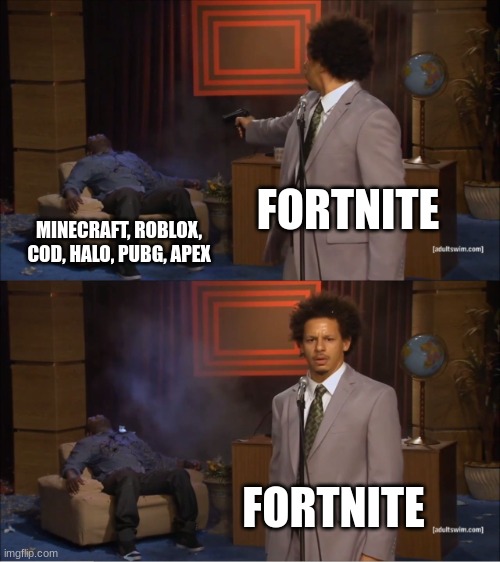 FORTNITE
MINECRAFT, ROBLOX,
COD, HALO, PUBG, APEX
[adultswim.com]
FORTNITE
[adultswim.com]
imgflip.com